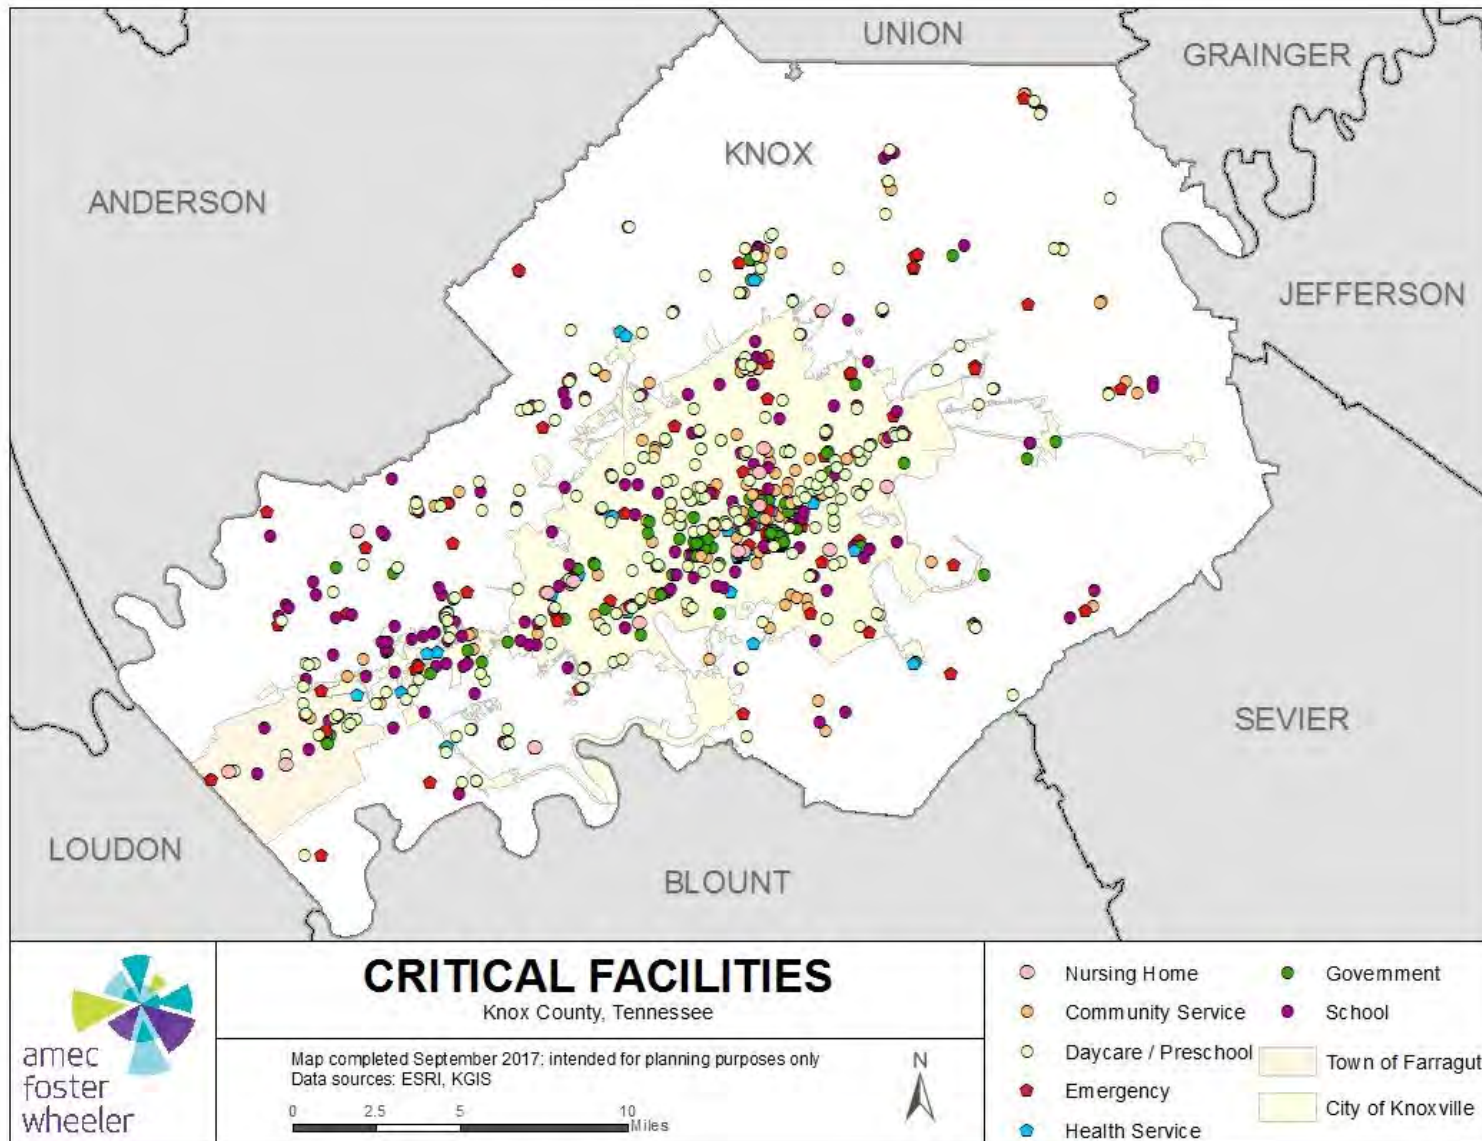 UNION
GRAINGER
KNOX
ANDERSON
JEFFERSON
SEVIER
LOUDON
BLOUNT
amec
foster
wheeler
CRITICAL FACILITIES
Knox County, Tennessee
Map completed September 2017; intended for planning purposes only
Data sources: ESRI, KGIS
0 2.5 5 10
Miles
N
Nursing Home
Community Service
Daycare / Preschool
Emergency
Health Service
Government
School
Town of Farragut
City of Knoxville